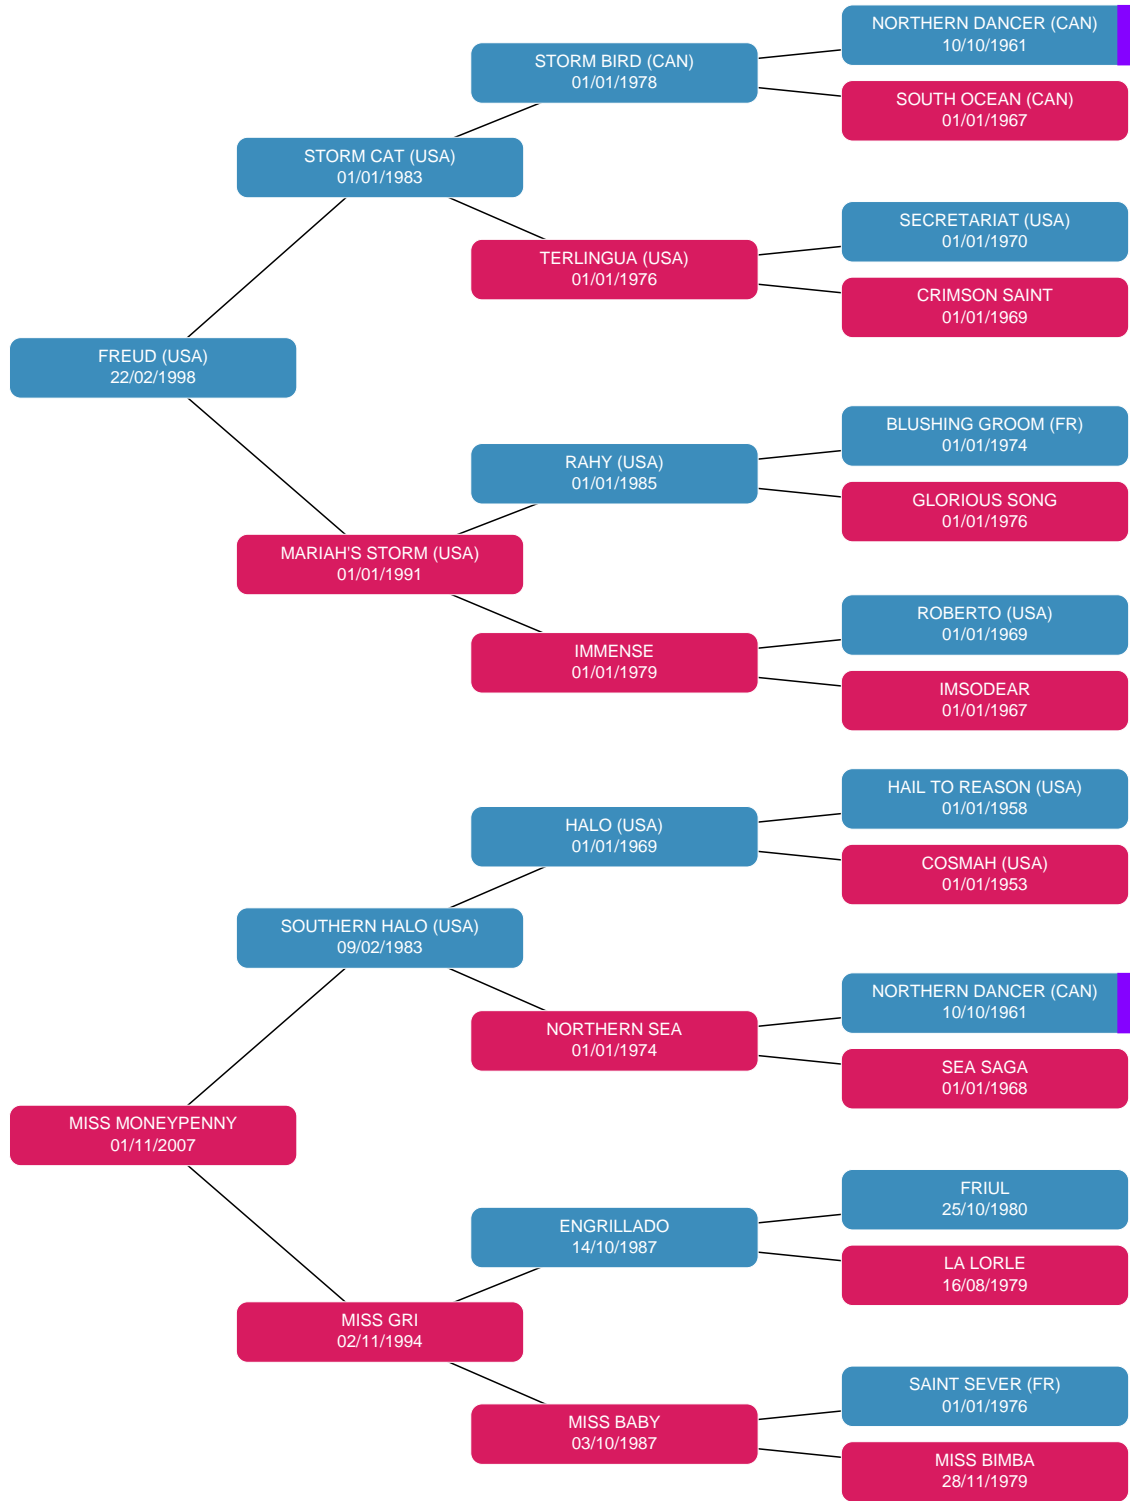 NORTHERN DANCER (CAN)
10/10/1961
STORM BIRD (CAN)
01/01/1978
SOUTH OCEAN (CAN)
01/01/1967
STORM CAT (USA)
01/01/1983
SECRETARIAT (USA)
01/01/1970
TERLINGUA (USA)
01/01/1976
CRIMSON SAINT
01/01/1969
FREUD (USA)
22/02/1998
BLUSHING GROOM (FR)
01/01/1974
RAHY (USA)
01/01/1985
GLORIOUS SONG
01/01/1976
MARIAH'S STORM (USA)
01/01/1991
ROBERTO (USA)
01/01/1969
IMMENSE
01/01/1979
IMSODEAR
01/01/1967
HAIL TO REASON (USA)
01/01/1958
HALO (USA)
01/01/1969
COSMAH (USA)
01/01/1953
SOUTHERN HALO (USA)
09/02/1983
NORTHERN DANCER (CAN)
10/10/1961
NORTHERN SEA
01/01/1974
SEA SAGA
01/01/1968
MISS MONEYPENNY
01/11/2007
FRIUL
25/10/1980
ENGRILLADO
14/10/1987
LA LORLE
16/08/1979
MISS GRI
02/11/1994
SAINT SEVER (FR)
01/01/1976
MISS BABY
03/10/1987
MISS BIMBA
28/11/1979